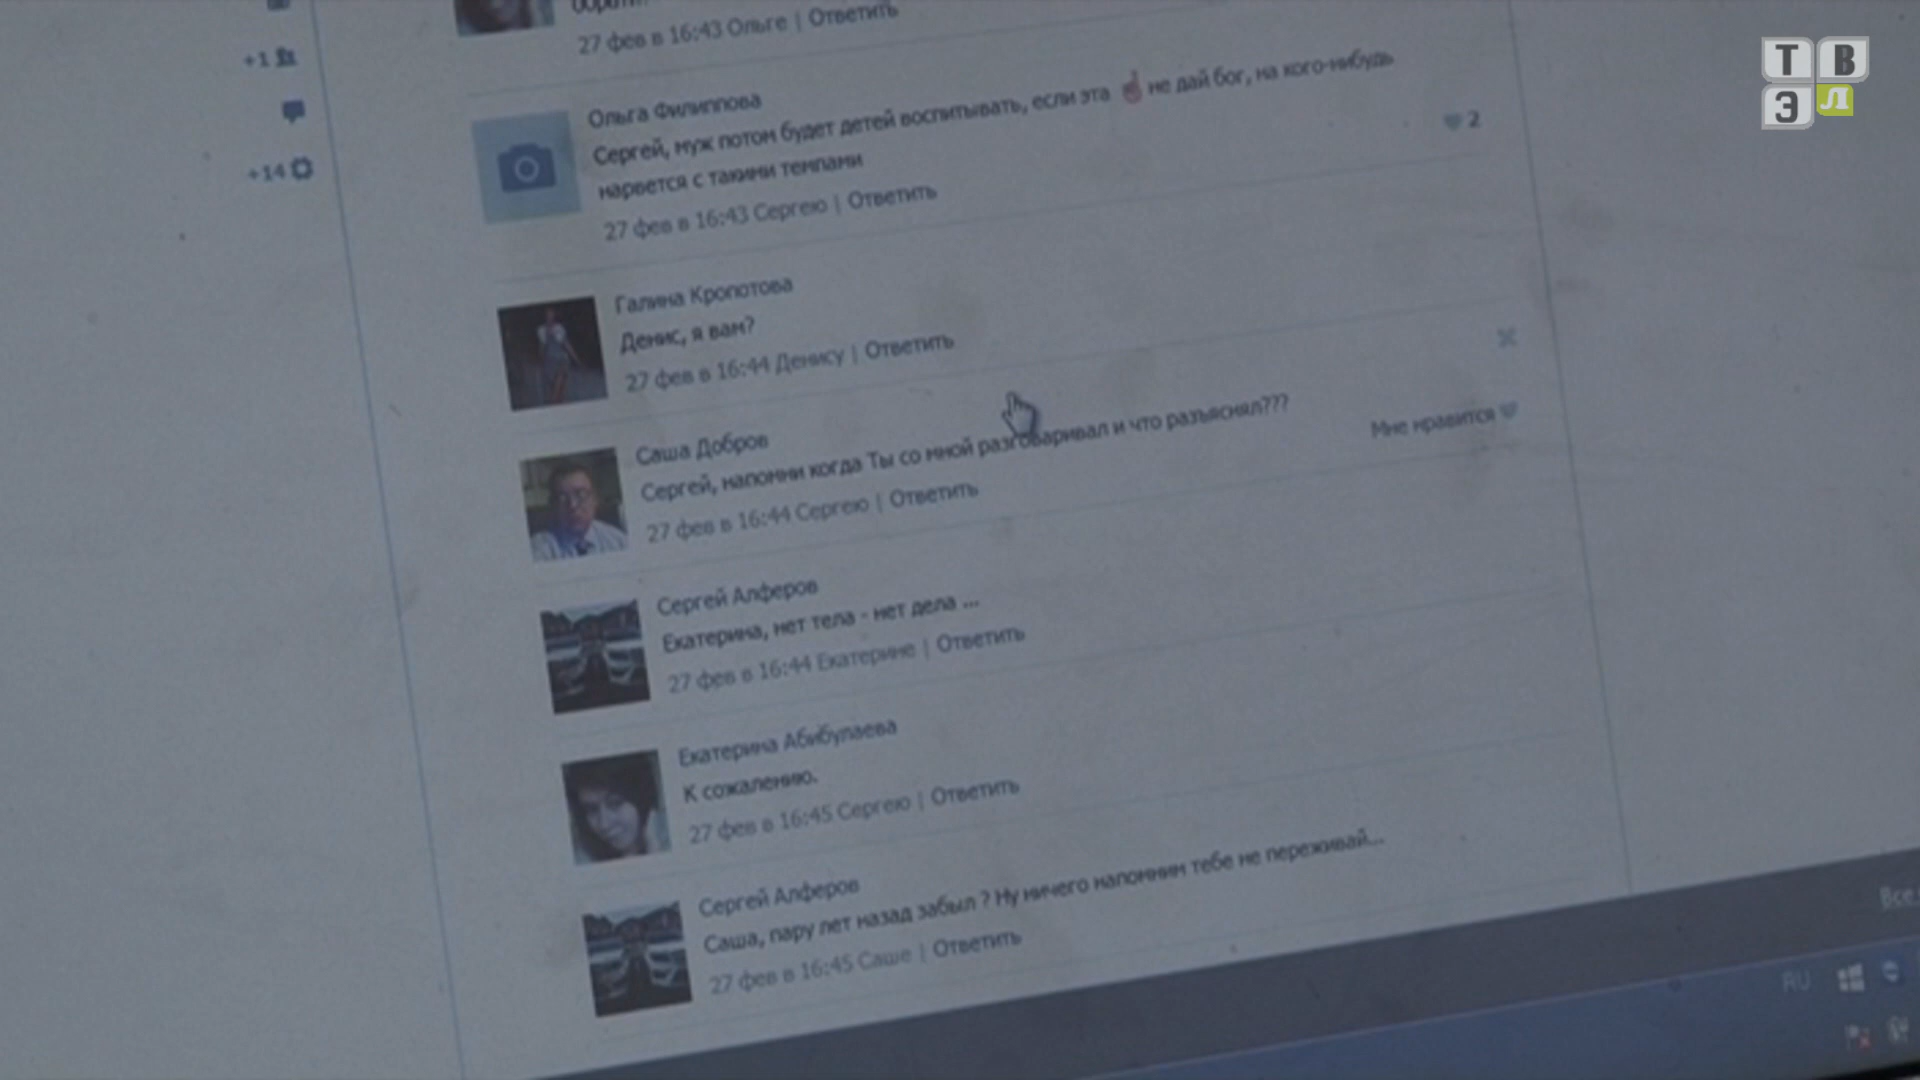 27 фев в 16:43 Ольге | Ответить
Ольга Филиппова
Сергей, муж потом будет детей воспитывать, если эта ☝ не дай бог, на кого-нибудь
нарвется с такими темпами
27 фев в 16:43 Сергею | Ответить
2
Галина Кропотова
Денис, я вам?
27 фев в 16:44 Денису | Ответить
Саша Добров
Сергей, напомни когда Ты со мной разговаривал и что разъяснял???
27 фев в 16:44 Сергею | Ответить
Мне нравится
Сергей Алферов
Екатерина, нет тела - нет дела ...
27 фев в 16:44 Екатерине | Ответить
Екатерина Абибулаева
К сожалению.
27 фев в 16:45 Сергею | Ответить
Сергей Алферов
Саша, пару лет назад забыл ? Ну ничего напомним тебе не переживай...
27 фев в 16:45 Саше | Ответить
+1
+14
ТВ
ЭЛ
RU